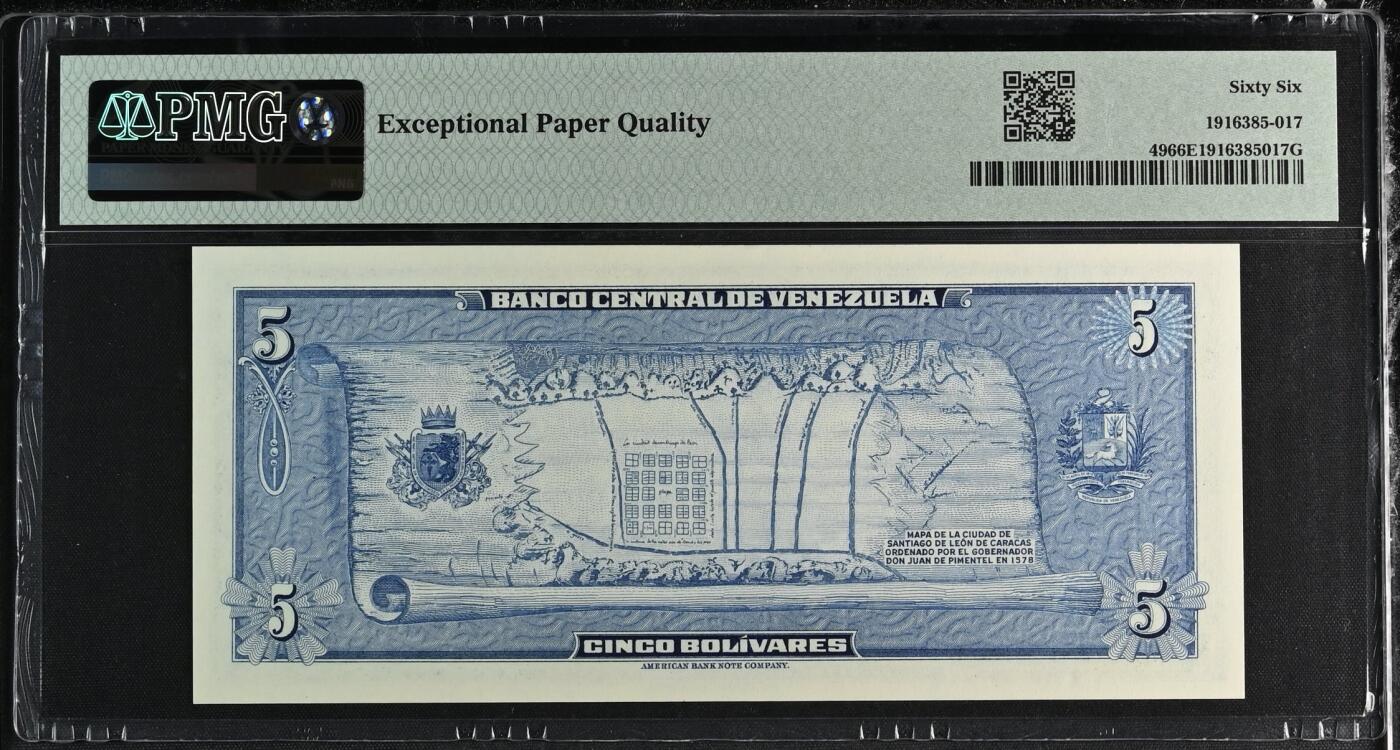 PMG
Exceptional Paper Quality
Sixty Six
1916385-017
4966E1916385017G
BANCO CENTRAL DE VENEZUELA
5
5
plaza
MAPA DE LA CIUDAD DE
SANTIAGO DE LEÓN DE CARACAS
ORDENADO POR EL GOBERNADOR
DON JUAN DE PIMENTEL EN 1578
5
5
CINCO BOLÍVARES
AMERICAN BANK NOTE COMPANY.